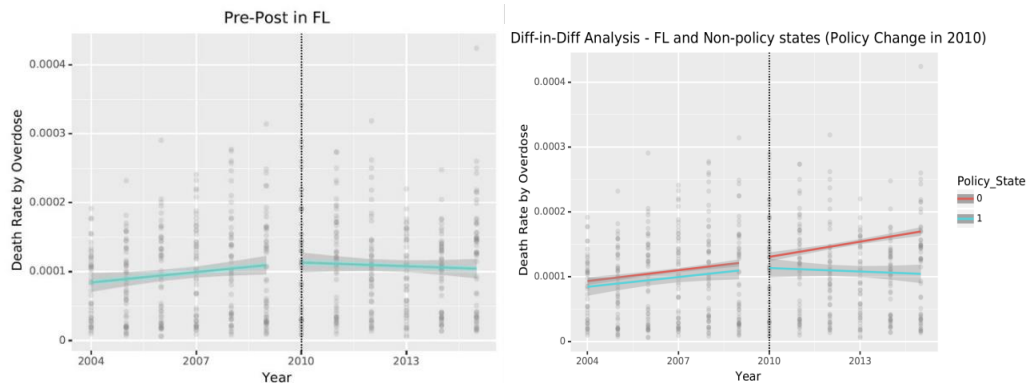 Pre-Post in FL
0.0004
0.0003
0.0002
0.0001
0
Death Rate by Overdose
2004 2007 2010 2013
Year
Diff-in-Diff Analysis - FL and Non-policy states (Policy Change in 2010)
0.0004
0.0003
0.0002
0.0001
0
Death Rate by Overdose
2004 2007 2010 2013
Year
Policy_State
0
1